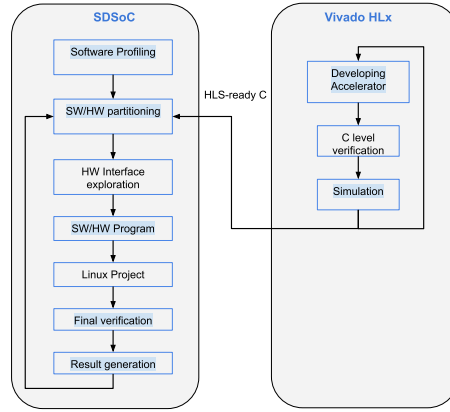 SDSoC
Software Profiling
SW/HW partitioning
HW Interface
exploration
SW/HW Program
Linux Project
Final verification
Result generation
HLS-ready C
Vivado HLx
Developing
Accelerator
C level
verification
Simulation